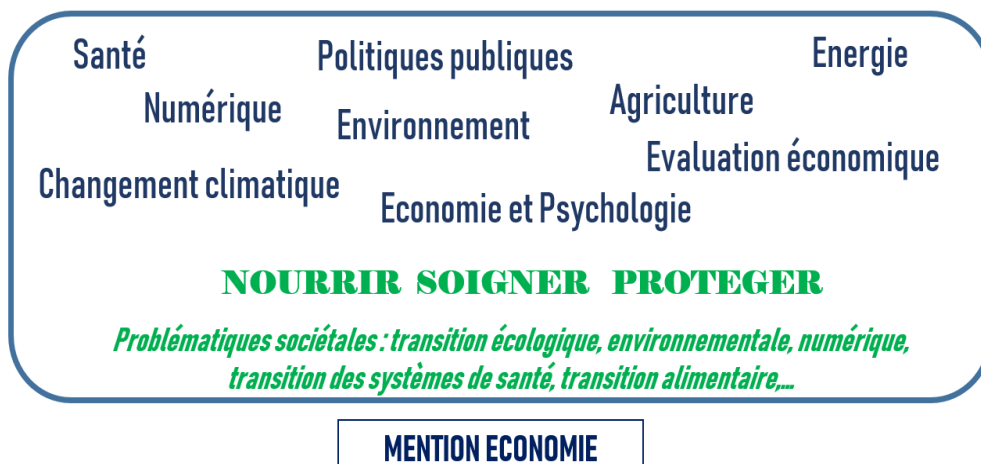 Santé
Politiques publiques
Energie
Numérique
Environnement
Agriculture
Evaluation économique
Changement climatique
Economie et Psychologie
NOURRIR SOIGNER PROTEGER
Problématiques sociétales : transition écologique, environnementale, numérique,
transition des systèmes de santé, transition alimentaire,...
MENTION ECONOMIE